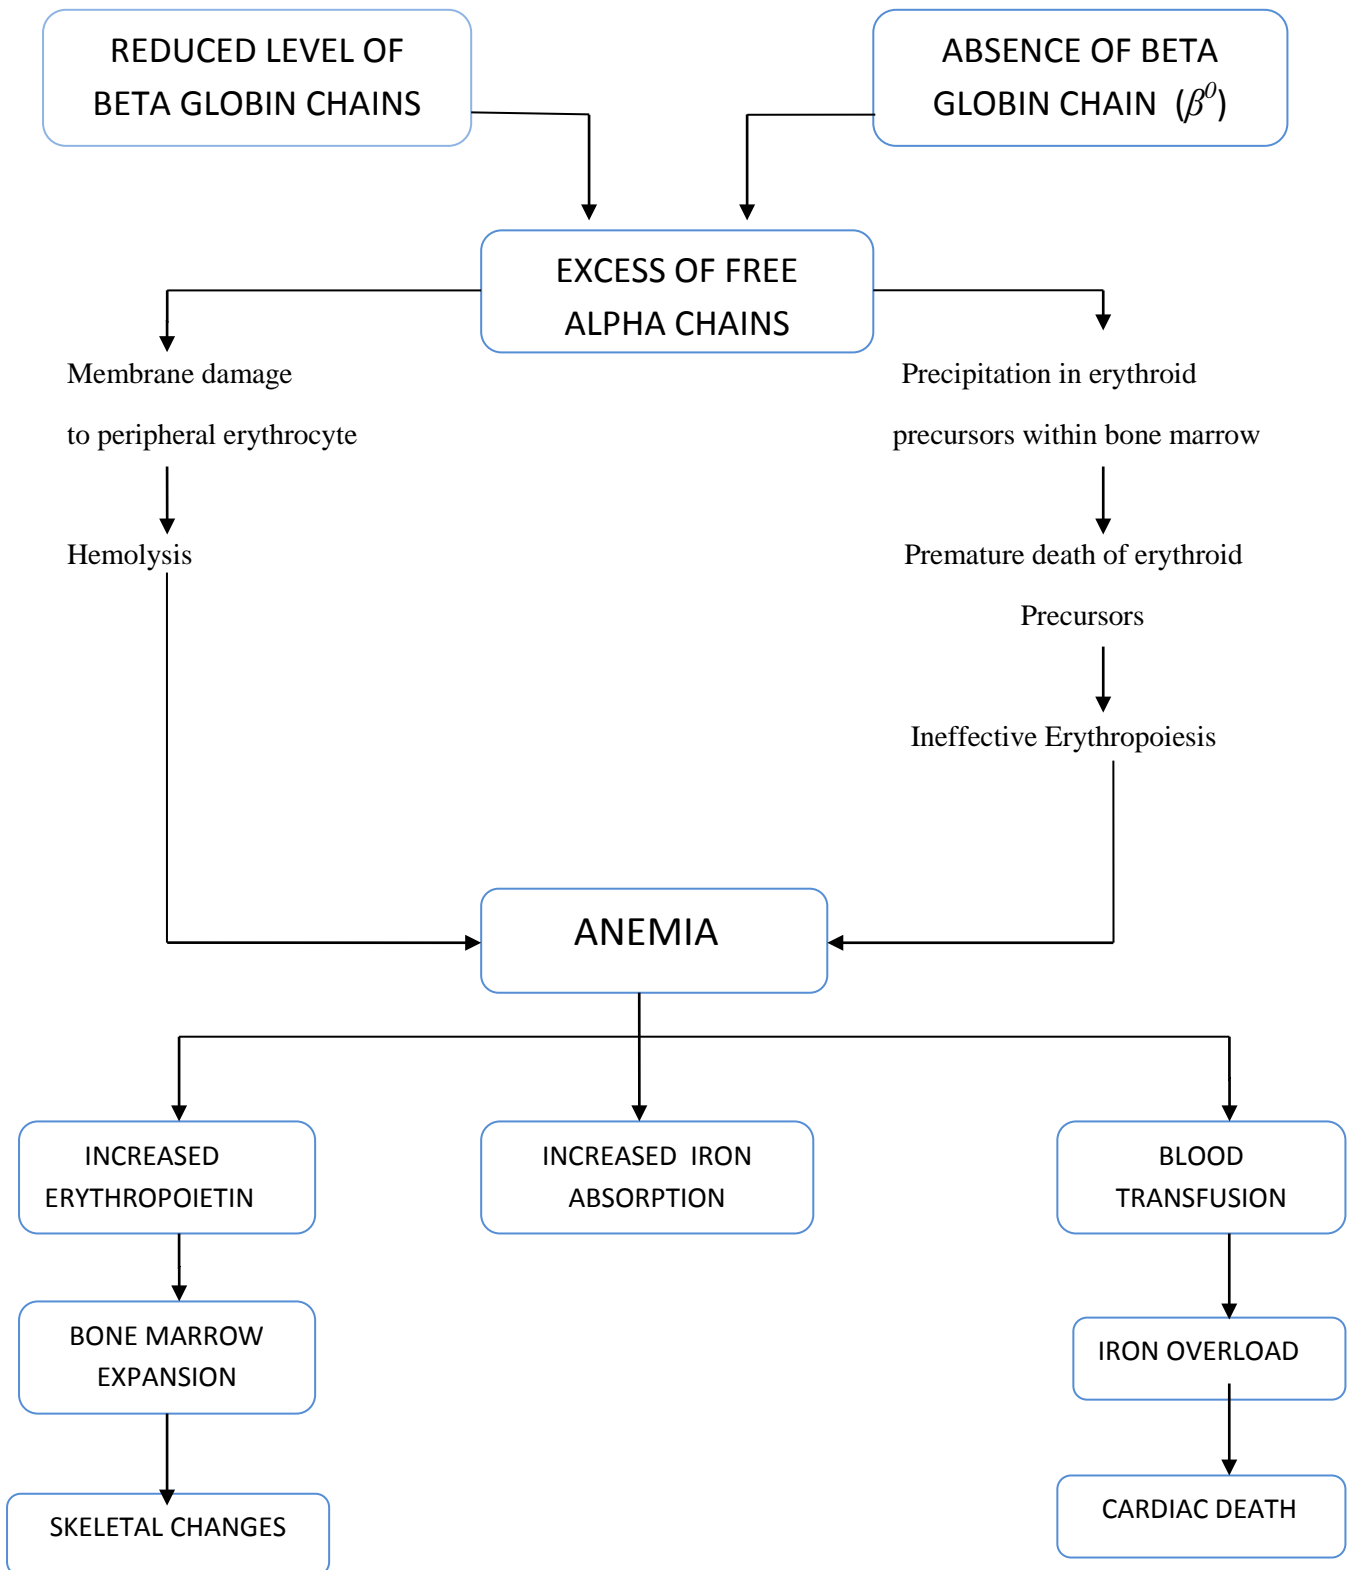 REDUCED LEVEL OF
BETA GLOBIN CHAINS
ABSENCE OF BETA
GLOBIN CHAIN (β⁰)
EXCESS OF FREE
ALPHA CHAINS
Membrane damage
to peripheral erythrocyte
Precipitation in erythroid
precursors within bone marrow
Hemolysis
Premature death of erythroid
Precursors
Ineffective Erythropoiesis
ANEMIA
INCREASED
ERYTHROPOIETIN
INCREASED IRON
ABSORPTION
BLOOD
TRANSFUSION
BONE MARROW
EXPANSION
IRON OVERLOAD
SKELETAL CHANGES
CARDIAC DEATH